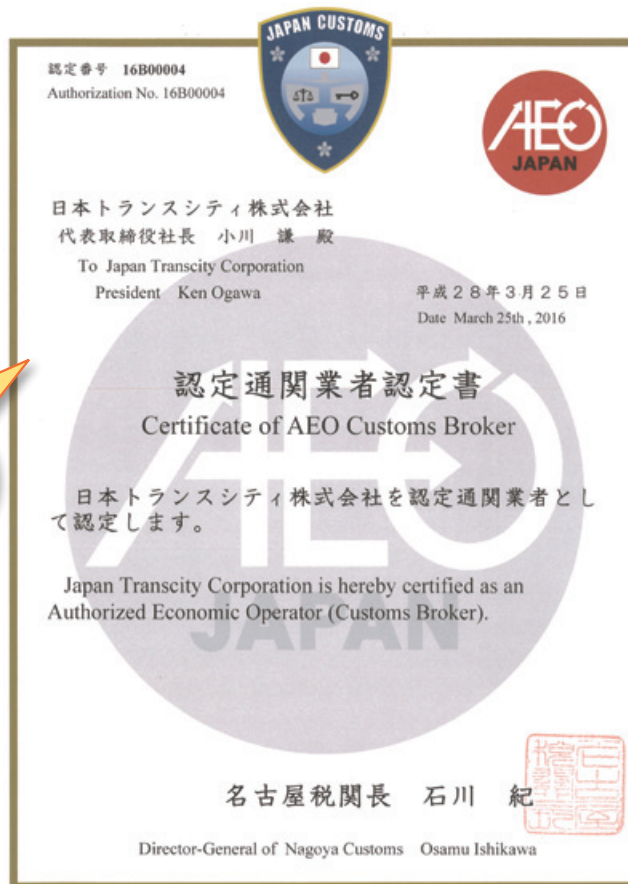 JAPAN CUSTOMS
認定番号 16B00004
Authorization No. 16B00004
AEO
JAPAN
日本トランスシティ株式会社
代表取締役社長 小川 謙 殿
To Japan Transcity Corporation
President Ken Ogawa
平成28年3月25日
Date March 25th , 2016
認定通関業者認定書
Certificate of AEO Customs Broker
日本トランスシティ株式会社を認定通関業者とし
て認定します。
Japan Transcity Corporation is hereby certified as an
Authorized Economic Operator (Customs Broker).
AEO
JAPAN
名古屋税関長 石川 紀
Director-General of Nagoya Customs Osamu Ishikawa